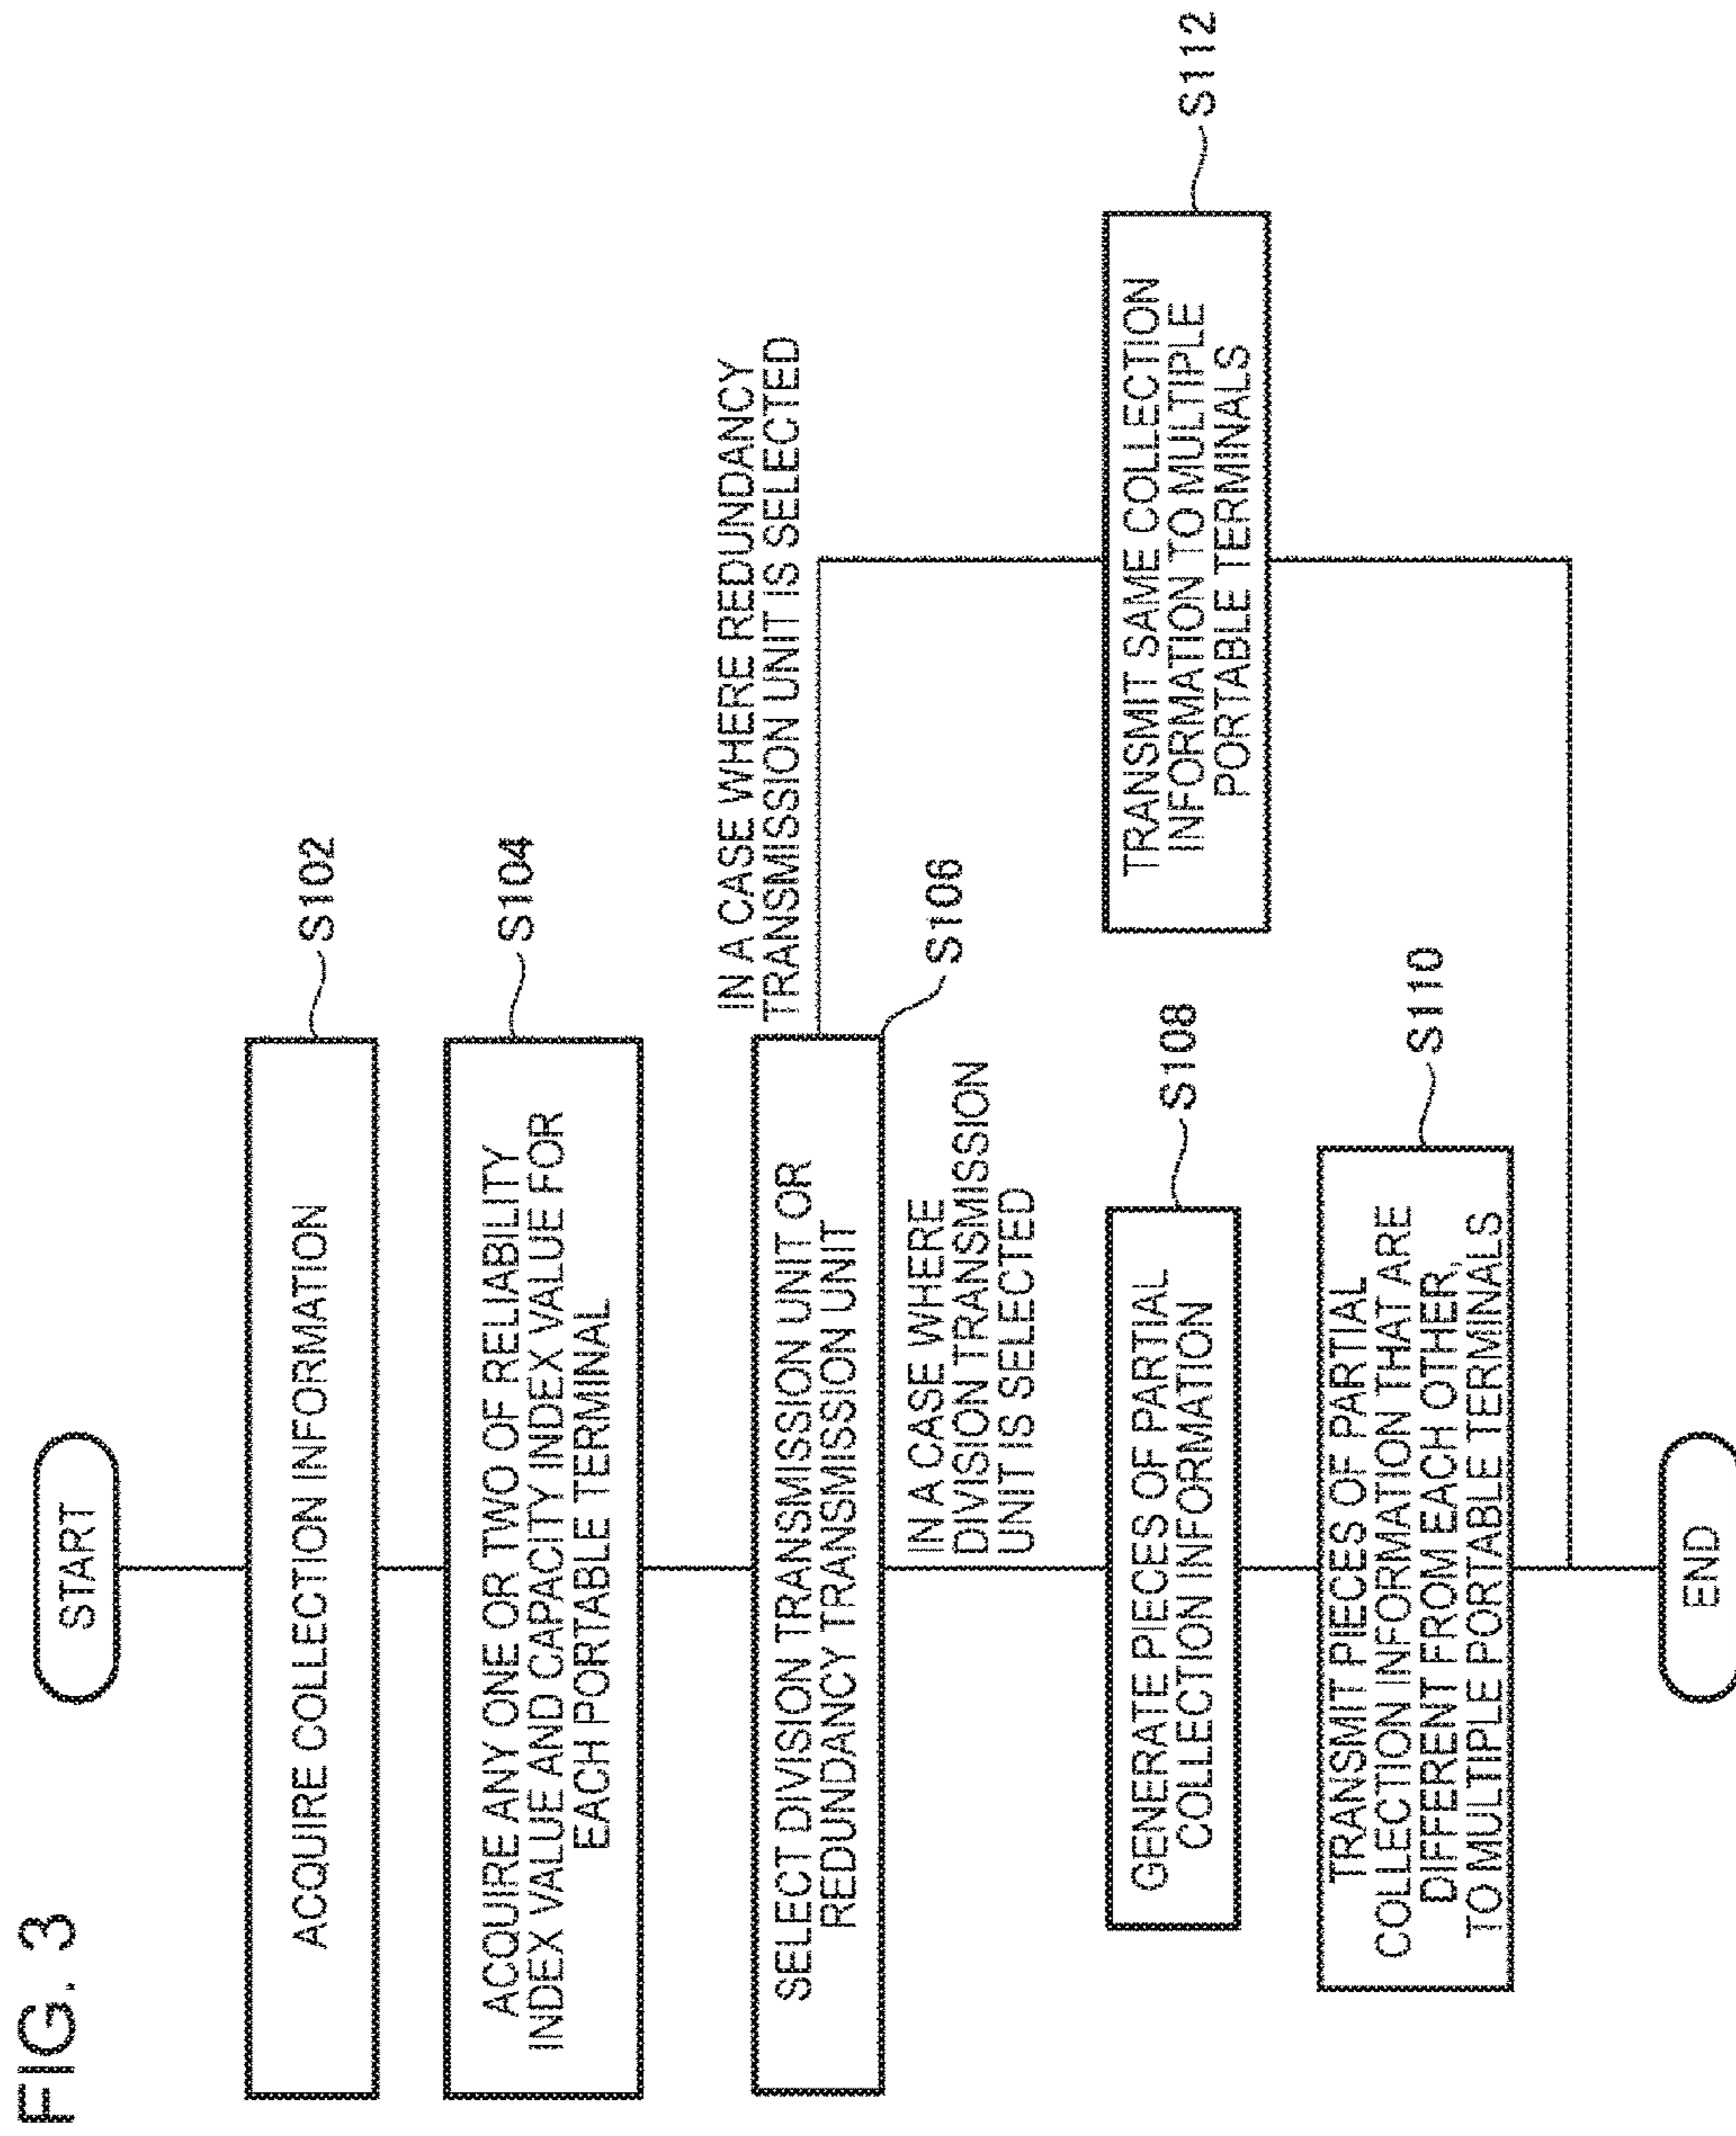 FIG. 3
START
ACQUIRE COLLECTION INFORMATION
S102
ACQUIRE ANY ONE OR TWO OF RELIABILITY
INDEX VALUE AND CAPACITY INDEX VALUE FOR
EACH PORTABLE TERMINAL
S104
SELECT DIVISION TRANSMISSION UNIT OR
REDUNDANCY TRANSMISSION UNIT
S106
IN A CASE WHERE REDUNDANCY
TRANSMISSION UNIT IS SELECTED
IN A CASE WHERE
DIVISION TRANSMISSION
UNIT IS SELECTED
GENERATE PIECES OF PARTIAL
COLLECTION INFORMATION
S108
TRANSMIT SAME COLLECTION
INFORMATION TO MULTIPLE
PORTABLE TERMINALS
S112
TRANSMIT PIECES OF PARTIAL
COLLECTION INFORMATION THAT ARE
DIFFERENT FROM EACH OTHER,
TO MULTIPLE PORTABLE TERMINALS
S110
END